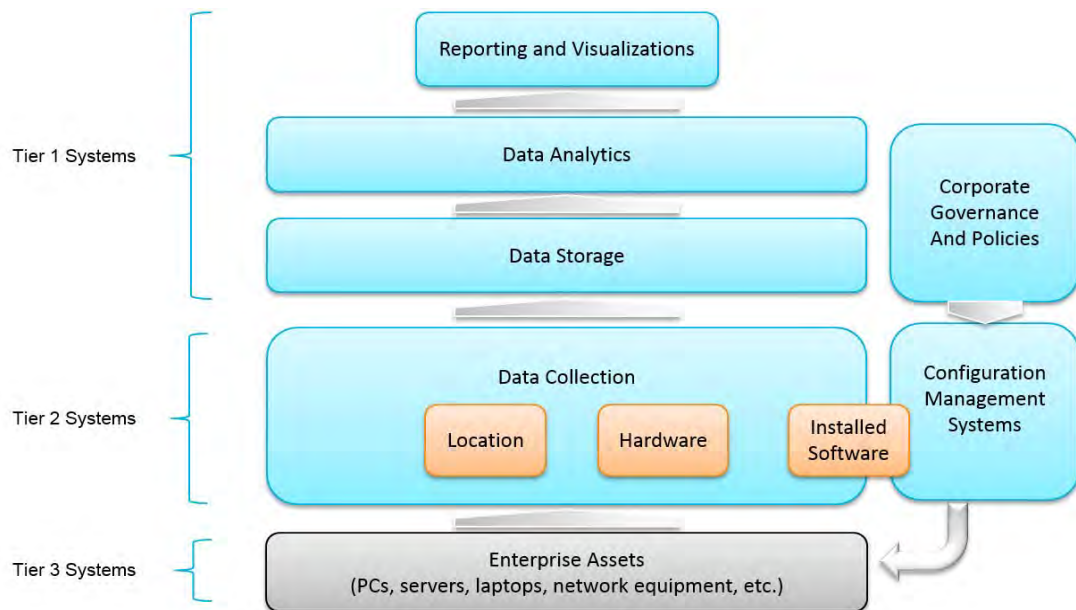 Reporting and Visualizations
Tier 1 Systems
Data Analytics
Corporate
Governance
And Policies
Data Storage
Tier 2 Systems
Data Collection
Location
Hardware
Installed
Software
Configuration
Management
Systems
Tier 3 Systems
Enterprise Assets
(PCs, servers, laptops, network equipment, etc.)